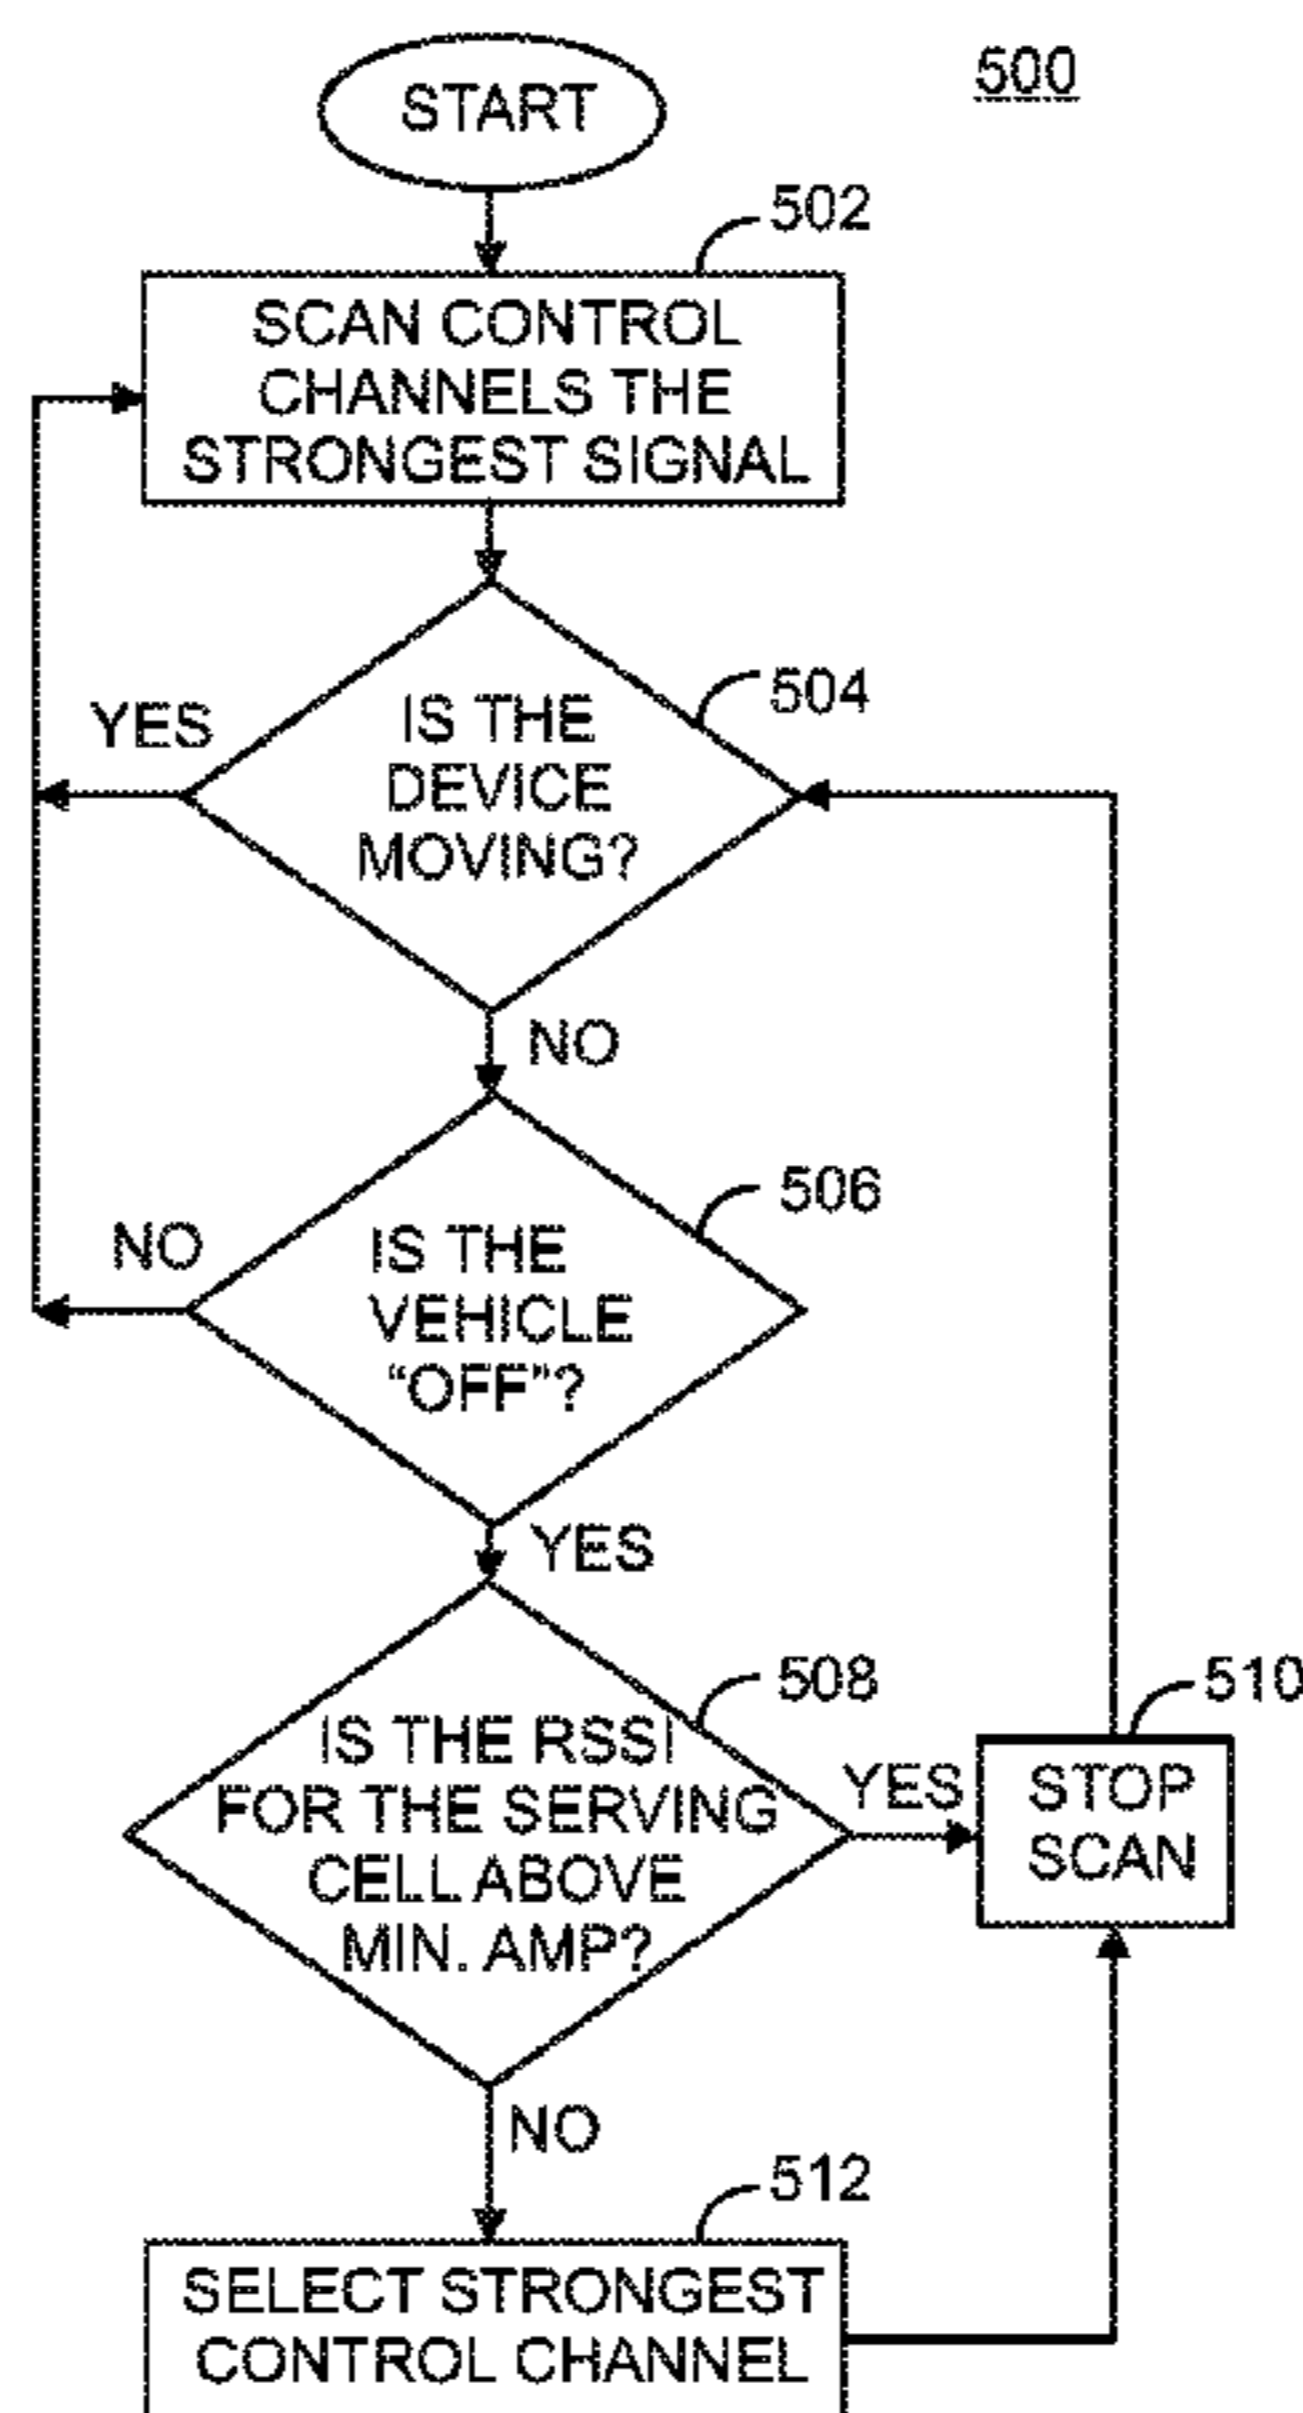 START
500
502
SCAN CONTROL
CHANNELS THE
STRONGEST SIGNAL
504
YES
IS THE
DEVICE
MOVING?
NO
506
NO
IS THE
VEHICLE
“OFF”?
YES
508
510
IS THE RSSI
FOR THE SERVING
CELL ABOVE
MIN. AMP?
YES
STOP
SCAN
NO
512
SELECT STRONGEST
CONTROL CHANNEL